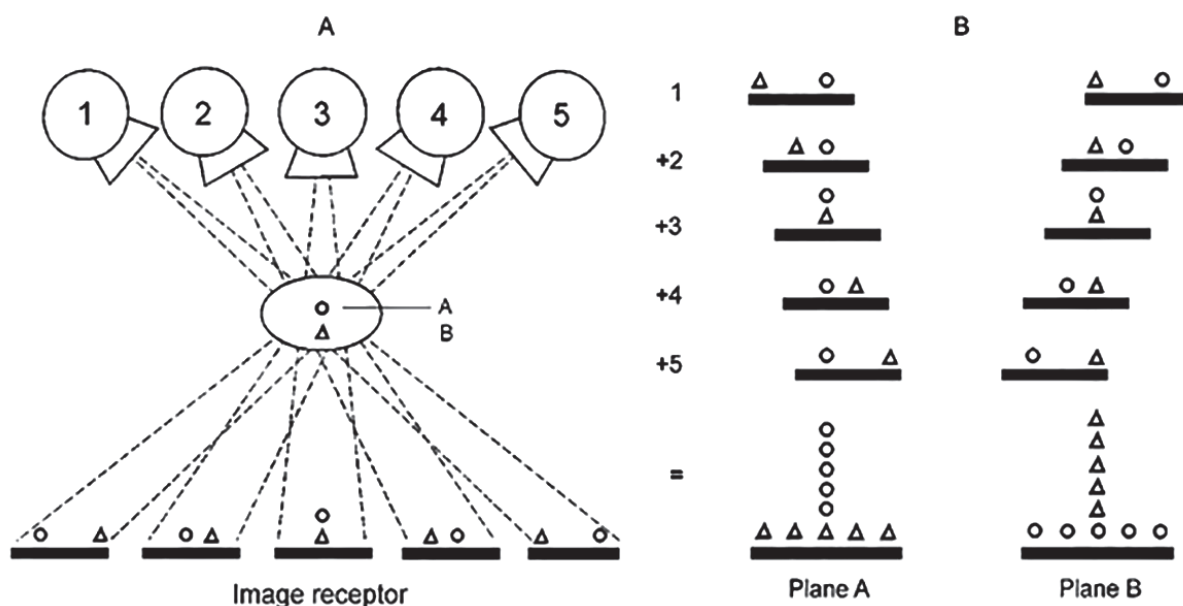 A
1 2 3 4 5
A
B
Image receptor
B
1
+2
+3
+4
+5
=
Plane A
Plane B